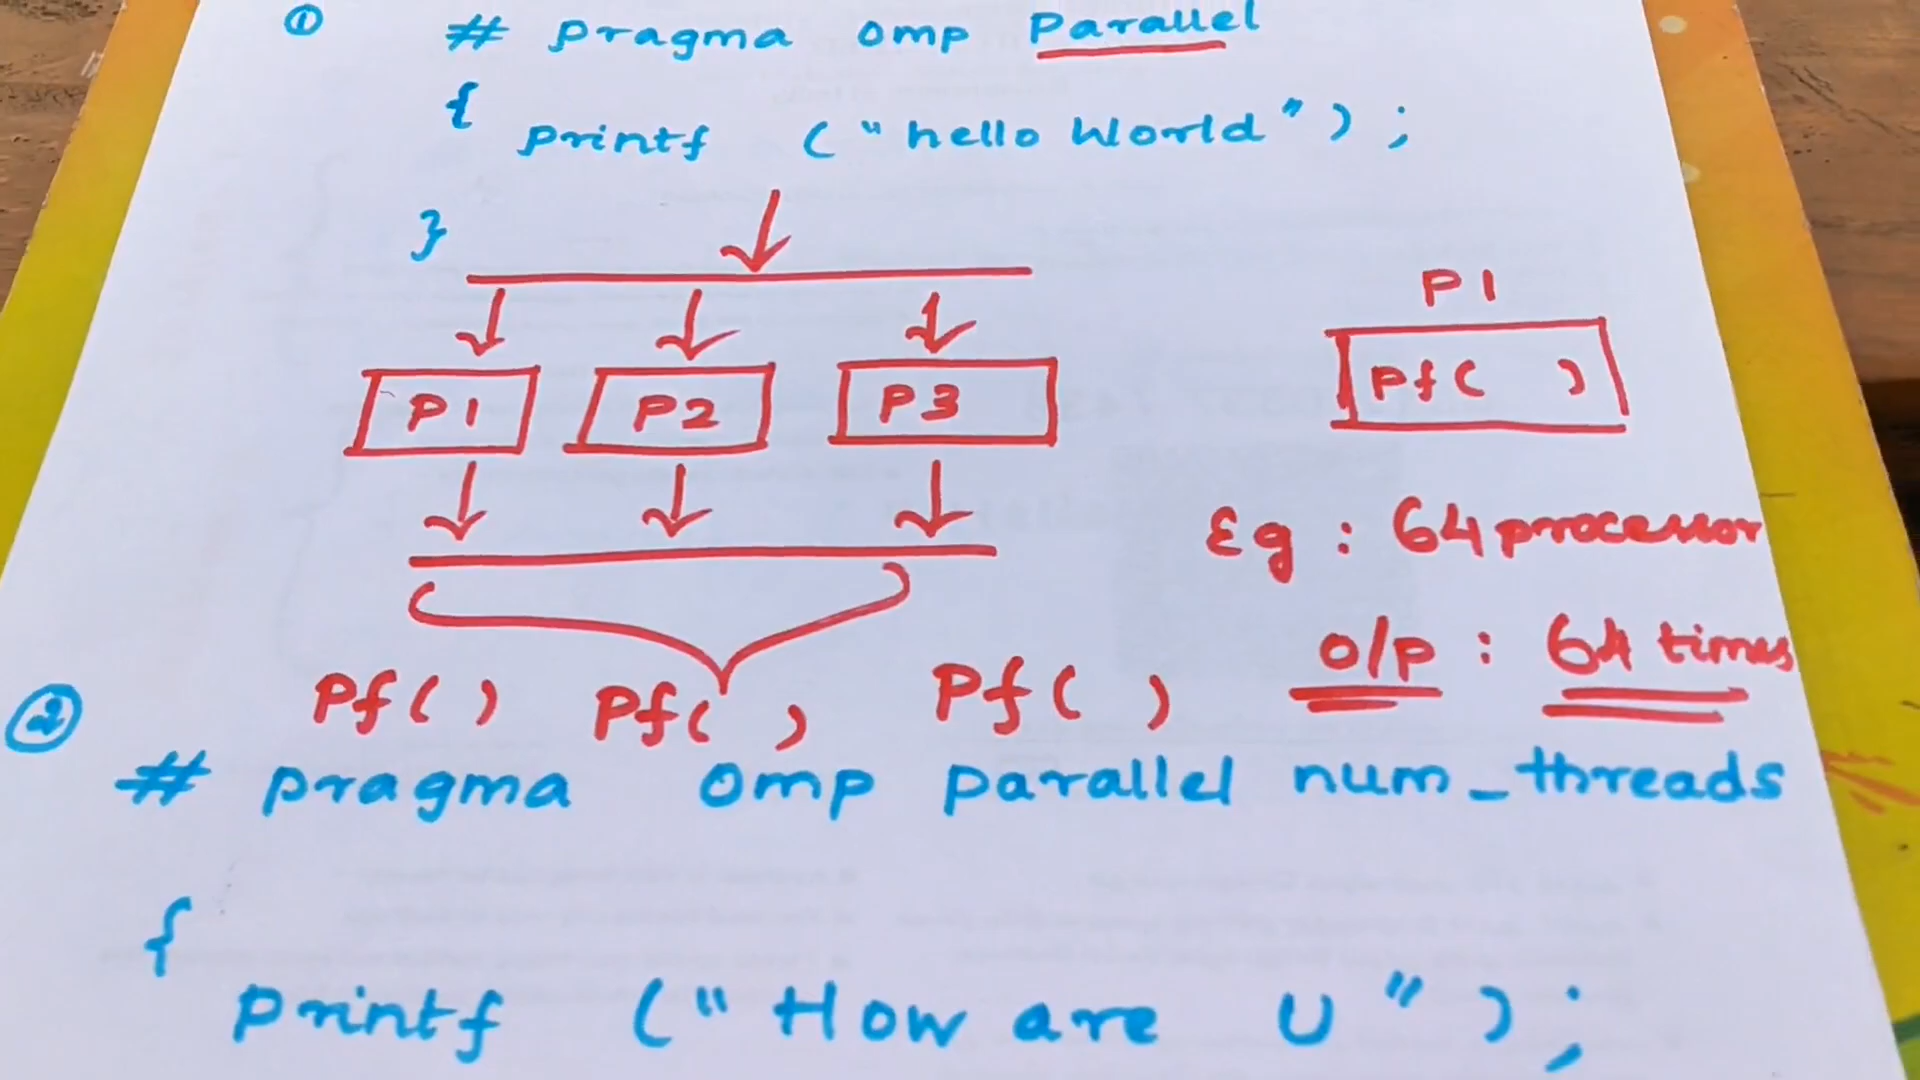 ① # pragma omp Parallel
{
printf ("hello World");
}
P1 P2 P3
P1
Pf( )
Eg : 64 processor
o/p : 64 times
Pf( ) Pf( ) Pf( )
② # pragma omp parallel num_threads
{
printf ("How are U");